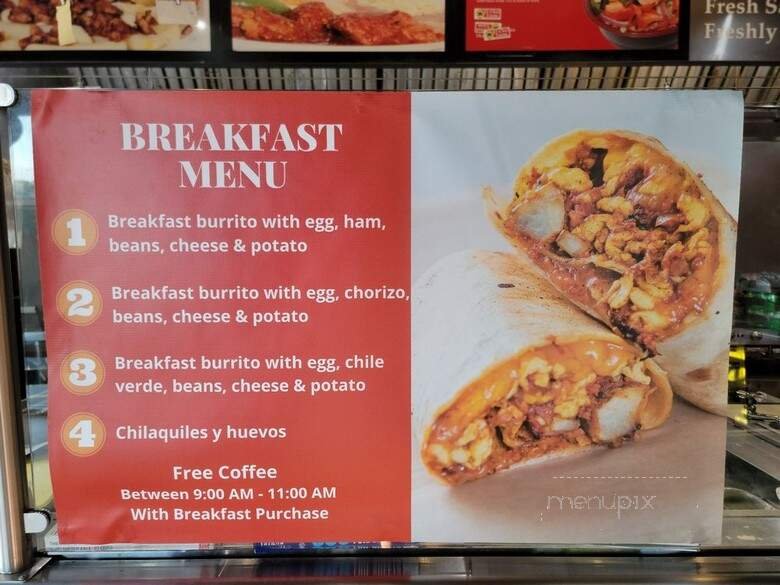 Fresh
Freshly
BREAKFAST
MENU
1 Breakfast burrito with egg, ham,
beans, cheese & potato
2 Breakfast burrito with egg, chorizo,
beans, cheese & potato
3 Breakfast burrito with egg, chile
verde, beans, cheese & potato
4 Chilaquiles y huevos
Free Coffee
Between 9:00 AM - 11:00 AM
With Breakfast Purchase
menupix